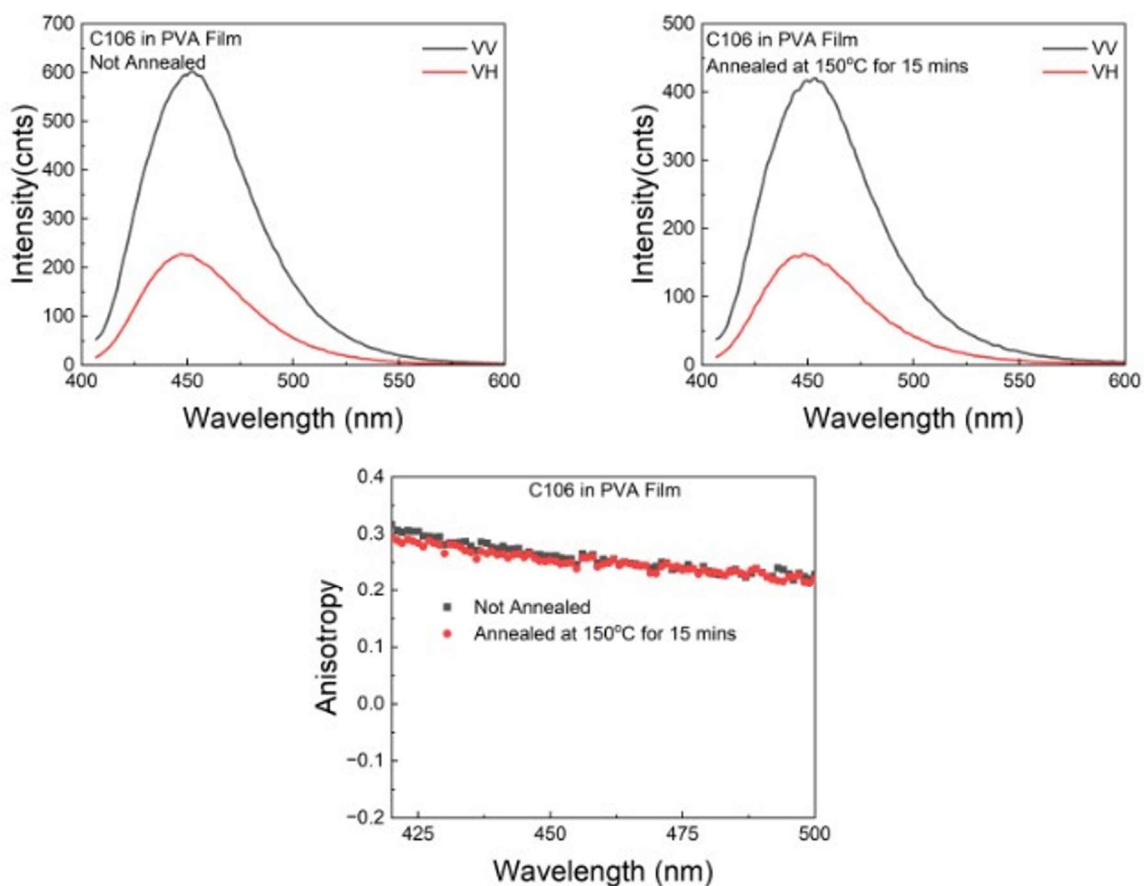 C106 in PVA Film
Not Annealed
VV
VH
700
600
500
400
300
200
100
0
400
450
500
550
600
Intensity(cnts)
Wavelength (nm)
C106 in PVA Film
Annealed at 150°C for 15 mins
VV
VH
500
400
300
200
100
0
400
450
500
550
600
Intensity(cnts)
Wavelength (nm)
C106 in PVA Film
0.4
0.3
0.2
0.1
0.0
−0.1
−0.2
Not Annealed
Annealed at 150°C for 15 mins
425
450
475
500
Anisotropy
Wavelength (nm)